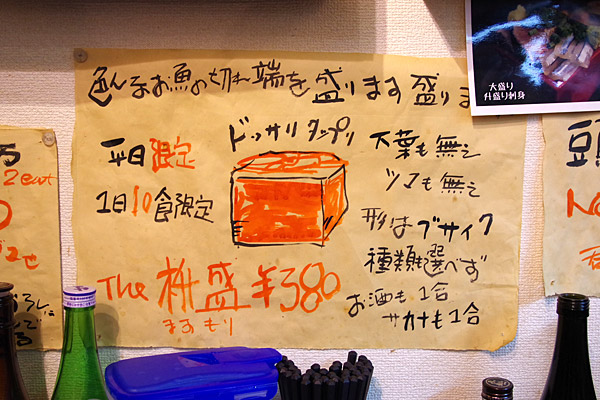 色んなお魚の切れ端を盛ります盛りま
平日限定
1日10食限定
ドッサリタップリ
大葉も無え
ツマも無え
形はブサイク
種類も選べず
お酒も1合
サカナも1合
The 枡盛 ¥380
ますもり
大盛り
升盛り刺身
2
頭